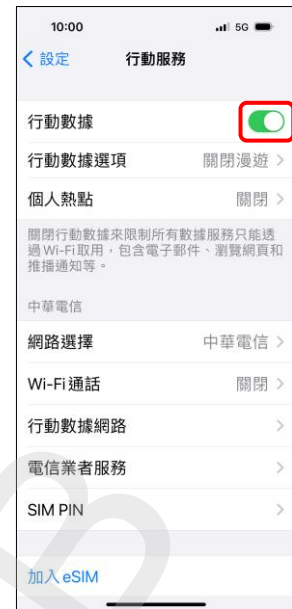 10:00
5G
設定
行動服務
行動數據
行動數據選項 關閉漫遊
個人熱點 關閉
關閉行動數據來限制所有數據服務只能透
過 Wi-Fi 取用，包含電子郵件、瀏覽網頁和
推播通知等。
中華電信
網路選擇 中華電信
Wi-Fi 通話 關閉
行動數據網路
電信業者服務
SIM PIN
加入 eSIM